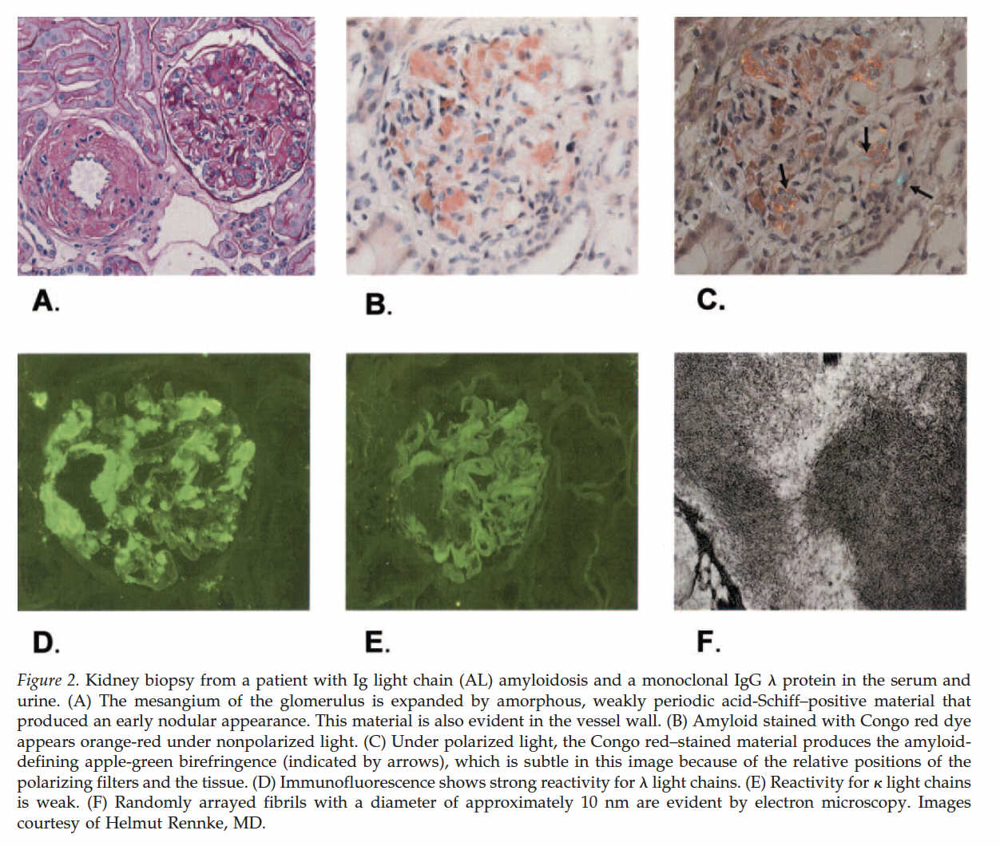 A.
B.
C.
D.
E.
F.
Figure 2. Kidney biopsy from a patient with Ig light chain (AL) amyloidosis and a monoclonal IgG λ protein in the serum and
urine. (A) The mesangium of the glomerulus is expanded by amorphous, weakly periodic acid-Schiff–positive material that
produced an early nodular appearance. This material is also evident in the vessel wall. (B) Amyloid stained with Congo red dye
appears orange-red under nonpolarized light. (C) Under polarized light, the Congo red–stained material produces the amyloid-
defining apple-green birefringence (indicated by arrows), which is subtle in this image because of the relative positions of the
polarizing filters and the tissue. (D) Immunofluorescence shows strong reactivity for λ light chains. (E) Reactivity for κ light chains
is weak. (F) Randomly arrayed fibrils with a diameter of approximately 10 nm are evident by electron microscopy. Images
courtesy of Helmut Rennke, MD.